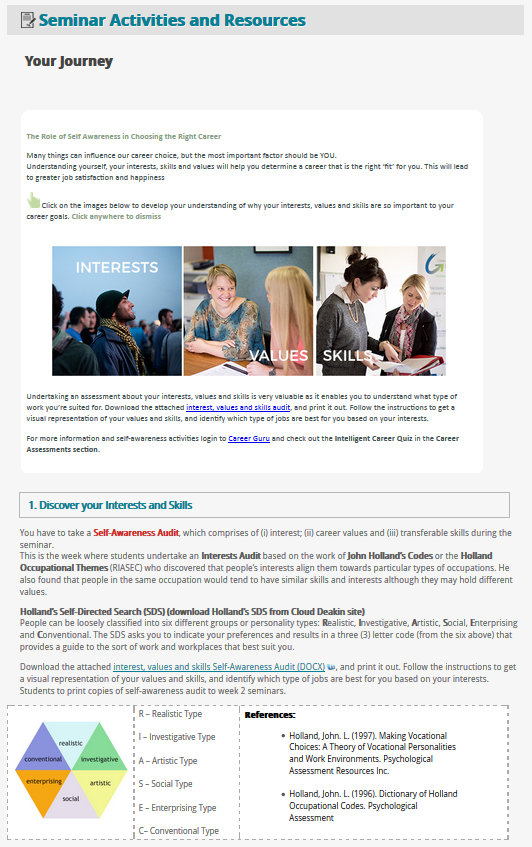 Seminar Activities and Resources
Your Journey
The Role of Self Awareness in Choosing the Right Career
Many things can influence our career choice, but the most important factor should be YOU.
Understanding yourself, your interests, skills and values will help you determine a career that is the right 'fit' for you. This will lead
to greater job satisfaction and happiness
Click on the images below to develop your understanding of why your interests, values and skills are so important to your
career goals. Click anywhere to dismiss
INTERESTS
VALUES
SKILLS
Undertaking an assessment about your interests, values and skills is very valuable as it enables you to understand what type of
work you're suited for. Download the attached interest, values and skills audit, and print it out. Follow the instructions to get a
visual representation of your values and skills, and identify which type of jobs are best for you based on your interests.
For more information and self-awareness activities login to Career Guru and check out the Intelligent Career Quiz in the Career
Assessments section.
1. Discover your Interests and Skills
You have to take a Self-Awareness Audit, which comprises of (i) interest; (ii) career values and (iii) transferable skills during the
seminar.
This is the week where students undertake an Interests Audit based on the work of John Holland's Codes or the Holland
Occupational Themes (RIASEC) who discovered that people's interests align them towards particular types of occupations. He
also found that people in the same occupation would tend to have similar skills and interests although they may hold different
values.
Holland's Self-Directed Search (SDS) (download Holland's SDS from Cloud Deakin site)
People can be loosely classified into six different groups or personality types: Realistic, Investigative, Artistic, Social, Enterprising
and Conventional. The SDS asks you to indicate your preferences and results in a three (3) letter code (from the six above) that
provides a guide to the sort of work and workplaces that best suit you.
Download the attached interest, values and skills Self-Awareness Audit (DOCX), and print it out. Follow the instructions to get
a visual representation of your values and skills, and identify which type of jobs are best for you based on your interests.
Students to print copies of self-awareness audit to week 2 seminars.
realistic
conventional
investigative
enterprising
artistic
social
R – Realistic Type
I – Investigative Type
A – Artistic Type
S – Social Type
E – Enterprising Type
C– Conventional Type
References:
Holland, John. L. (1997). Making Vocational
Choices: A Theory of Vocational Personalities
and Work Environments. Psychological
Assessment Resources Inc.
Holland, John. L. (1996). Dictionary of Holland
Occupational Codes. Psychological
Assessment